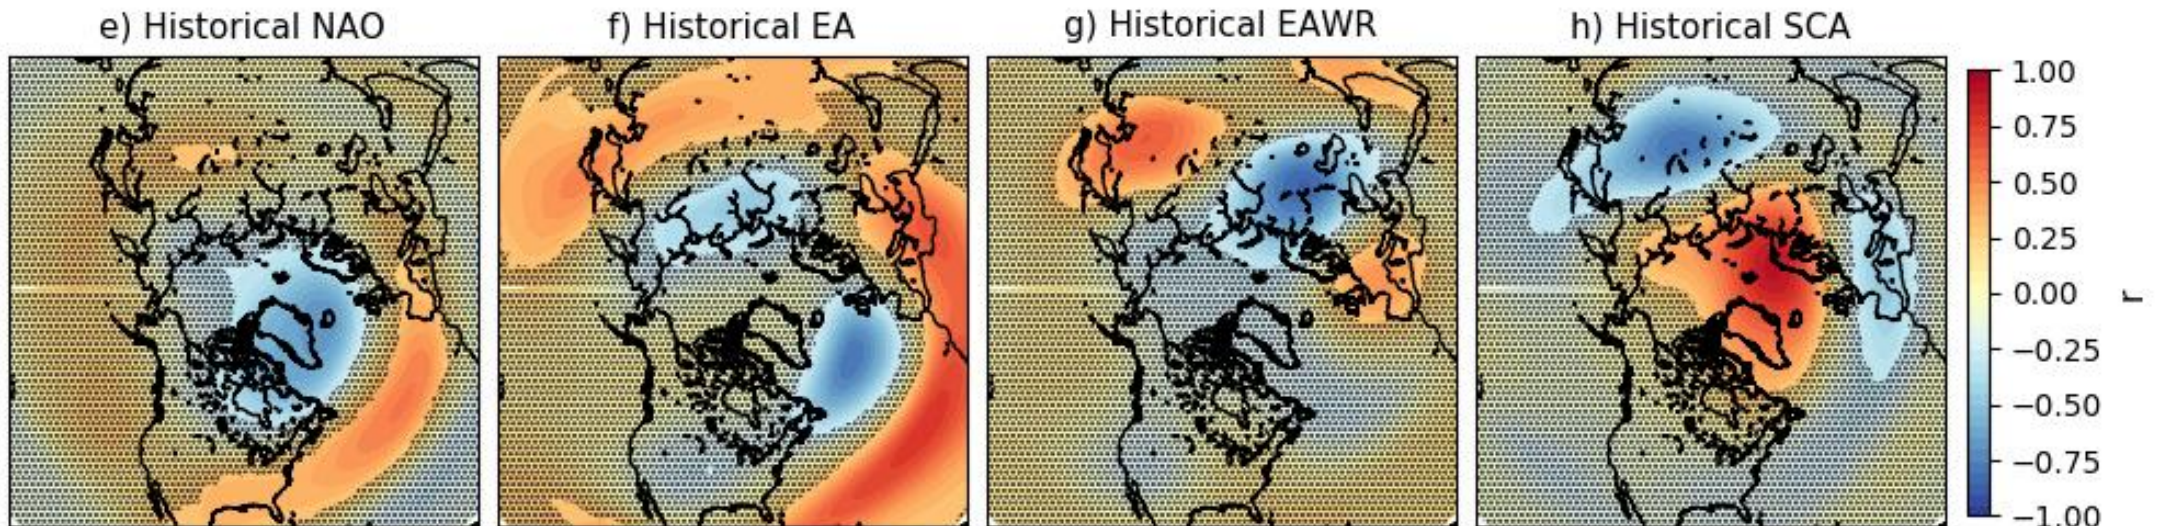 e) Historical NAO
f) Historical EA
g) Historical EAWR
h) Historical SCA
1.00
0.75
0.50
0.25
0.00
−0.25
−0.50
−0.75
−1.00
r